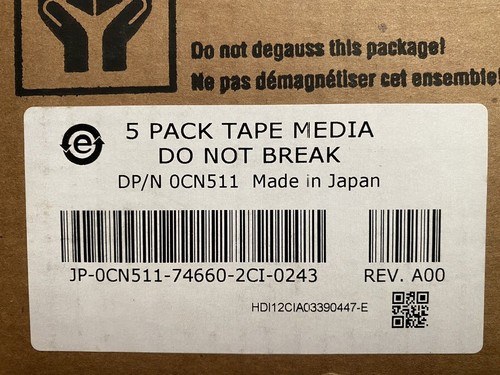 Do not degauss this package!
Ne pas démagnétiser cet ensemble!
e
5 PACK TAPE MEDIA
DO NOT BREAK
DP/N 0CN511 Made in Japan
JP-0CN511-74660-2CI-0243
REV. A00
HDI12CIA03390447-E